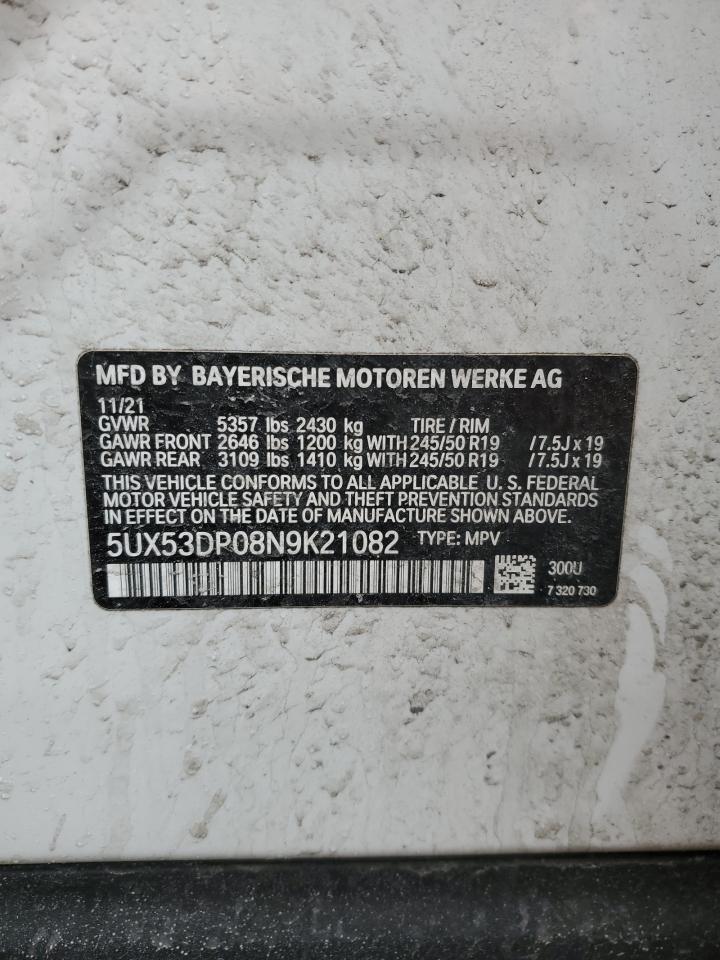 MFD BY BAYERISCHE MOTOREN WERKE AG
11/21
GVWR 5357 lbs 2430 kg TIRE / RIM
GAWR FRONT 2646 lbs 1200 kg WITH 245/50 R19 /7.5J x 19
GAWR REAR 3109 lbs 1410 kg WITH 245/50 R19 /7.5J x 19
THIS VEHICLE CONFORMS TO ALL APPLICABLE U. S. FEDERAL
MOTOR VEHICLE SAFETY AND THEFT PREVENTION STANDARDS
IN EFFECT ON THE DATE OF MANUFACTURE SHOWN ABOVE.
5UX53DP08N9K21082 TYPE: MPV
300U
7 320 730